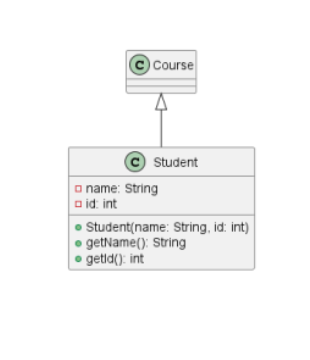 C Course
C Student
name: String
id: int
Student(name: String, id: int)
getName(): String
getId(): int